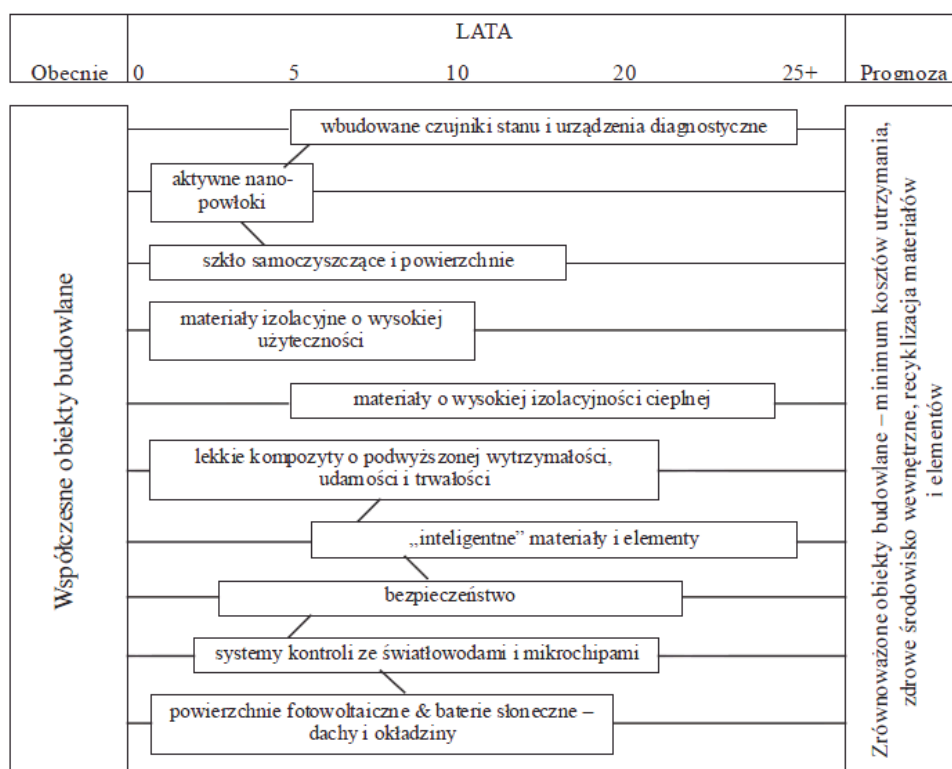 LATA
Obecnie 0 5 10 20 25+ Prognoza
Współczesne obiekty budowlane
wbudowane czujniki stanu i urządzenia diagnostyczne
aktywne nano-
powłoki
szkło samoczyszczące i powierzchnie
materiały izolacyjne o wysokiej
użyteczności
materiały o wysokiej izolacyjności cieplnej
lekkie kompozyty o podwyższonej wytrzymałości,
udarności i trwałości
„inteligentne” materiały i elementy
bezpieczeństwo
systemy kontroli ze światłowodami i mikrochipami
powierzchnie fotowoltaiczne & baterie słoneczne –
dachy i okładziny
Zrównoważone obiekty budowlane – minimum kosztów utrzymania,
zdrowe środowisko wewnętrzne, recyklizacja materiałów
i elementów